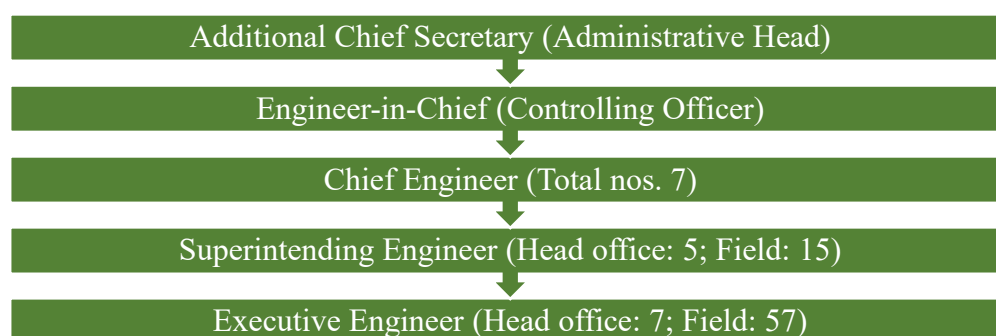 Additional Chief Secretary (Administrative Head)
Engineer-in-Chief (Controlling Officer)
Chief Engineer (Total nos. 7)
Superintending Engineer (Head office: 5; Field: 15)
Executive Engineer (Head office: 7; Field: 57)